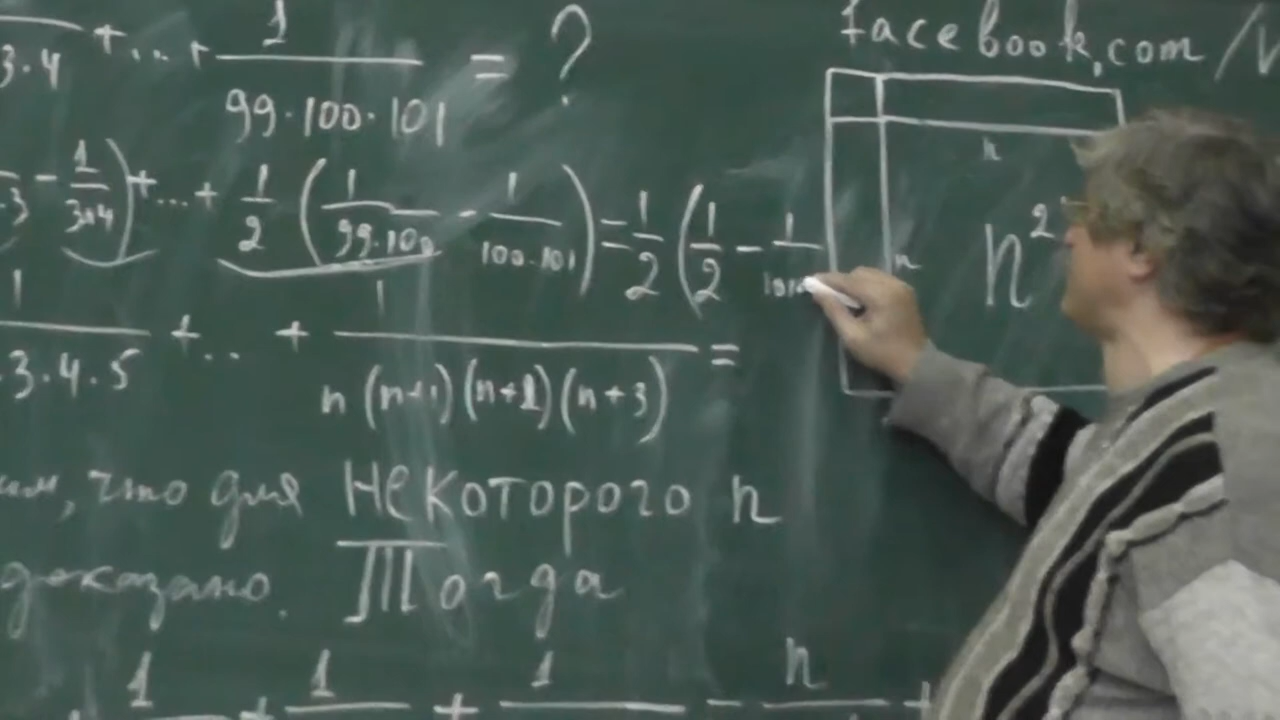 3·4 +...+ 1/(99·100·101) = ?
facebook.com/
·3 - 1/(3·4)) +...+ 1/2 (1/(99·100) - 1/(100·101)) = 1/2 (1/2 - 1/
n
n
n²
1/(·3·4·5) +... + 1/(n(n+1)(n+2)(n+3)) =
что для некоторого n
доказано. Тогда
1 + 1 + 1 = n +